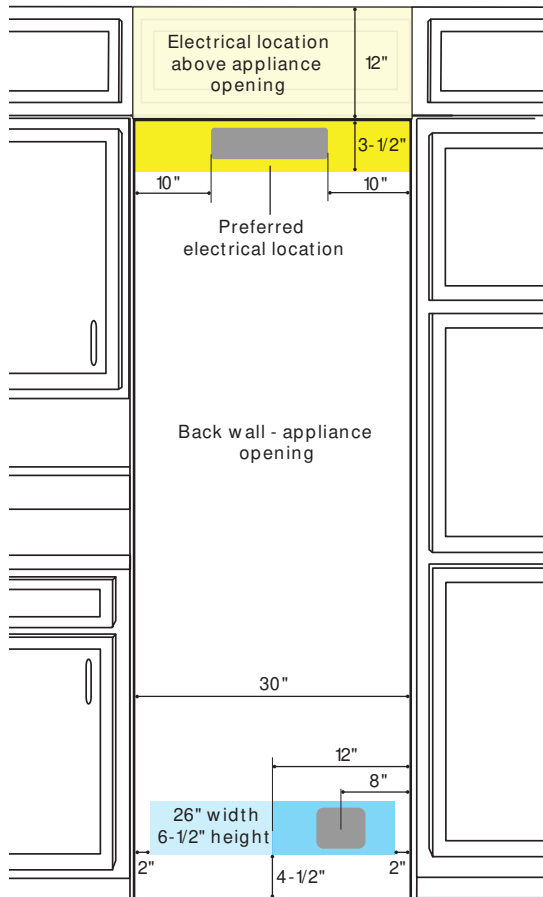 Electrical location
above appliance
opening
12"
3-1/2"
10"
10"
Preferred
electrical location
Back wall - appliance
opening
30"
12"
8"
26" width
6-1/2" height
2"
2"
4-1/2"